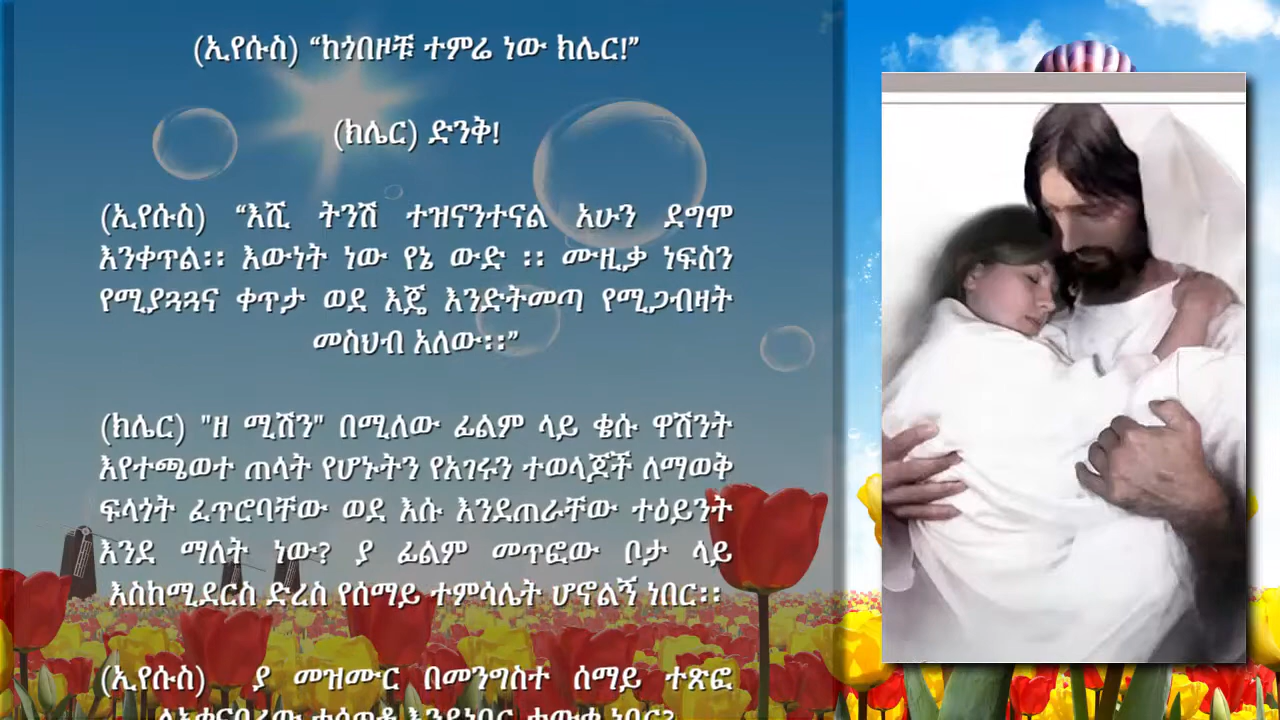 (ኢየሱስ) “ከጎበዞቹ ተምሬ ነው ክሌር!”
(ክሌር) ድንቅ!
(ኢየሱስ) “እሺ ትንሽ ተዝናንተናል አሁን ደግሞ
እንቀጥል፡፡ እውነት ነው የኔ ውድ ፡፡ ሙዚቃ ነፍስን
የሚያጓጓና ቀጥታ ወደ እጄ እንድትመጣ የሚጋብዛት
መስህብ አለው፡፡”
(ክሌር) "ዘ ሚሽን" በሚለው ፊልም ላይ ቄሱ ዋሽንት
እየተጫወተ ጠላት የሆኑትን የአገሩን ተወላጆች ለማወቅ
ፍላጎት ፈጥሮባቸው ወደ እሱ እንደጠራቸው ተዕይንት
እንደ ማለት ነው? ያ ፊልም መጥፎው ቦታ ላይ
እስከሚደርስ ድረስ የሰማይ ተምሳሌት ሆኖልኝ ነበር፡፡
(ኢየሱስ) ያ መዝሙር በመንግስተ ሰማይ ተጽፎ